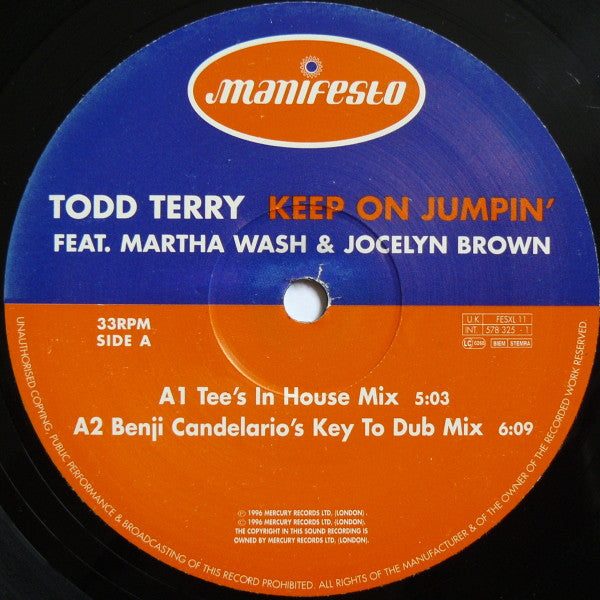 manifesto
TODD TERRY KEEP ON JUMPIN'
FEAT. MARTHA WASH & JOCELYN BROWN
33RPM
SIDE A
UK FESXL 11
INT. 578 325 - 1
LC 0268 BIEM STEMRA
A1 Tee's In House Mix 5:03
A2 Benji Candelario's Key To Dub Mix 6:09
℗ 1996 MERCURY RECORDS LTD. (LONDON).
© 1996 MERCURY RECORDS LTD. (LONDON).
THE COPYRIGHT IN THIS SOUND RECORDING IS
OWNED BY MERCURY RECORDS LTD. (LONDON).
UNAUTHORISED COPYING, PUBLIC PERFORMANCE & BROADCASTING OF THIS RECORD PROHIBITED. ALL RIGHTS OF THE MANUFACTURER & OF THE OWNER OF THE RECORDED WORK RESERVED.